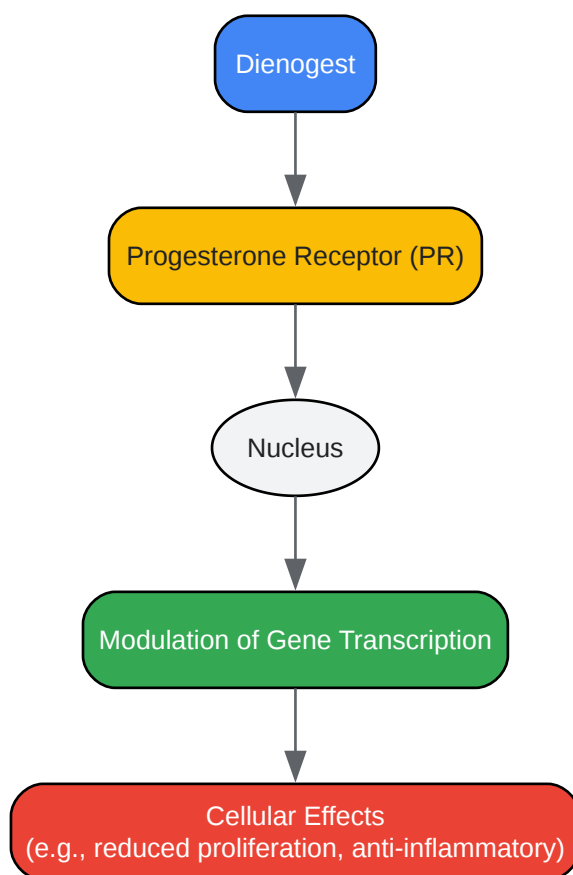 Dienogest
Progesterone Receptor (PR)
Nucleus
Modulation of Gene Transcription
Cellular Effects
(e.g., reduced proliferation, anti-inflammatory)